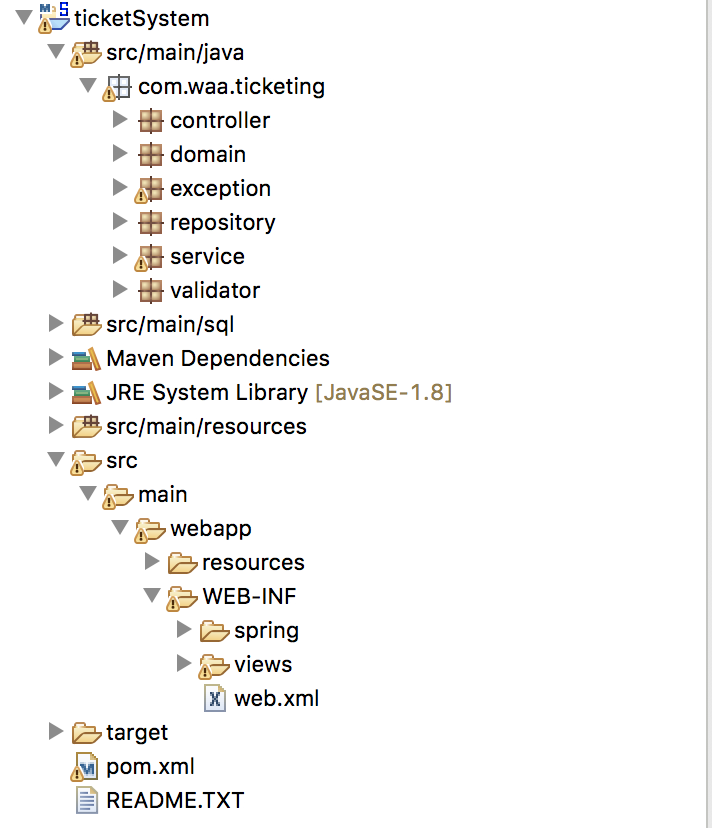 ticketSystem
src/main/java
com.waa.ticketing
controller
domain
exception
repository
service
validator
src/main/sql
Maven Dependencies
JRE System Library [JavaSE-1.8]
src/main/resources
src
main
webapp
resources
WEB-INF
spring
views
web.xml
target
pom.xml
README.TXT